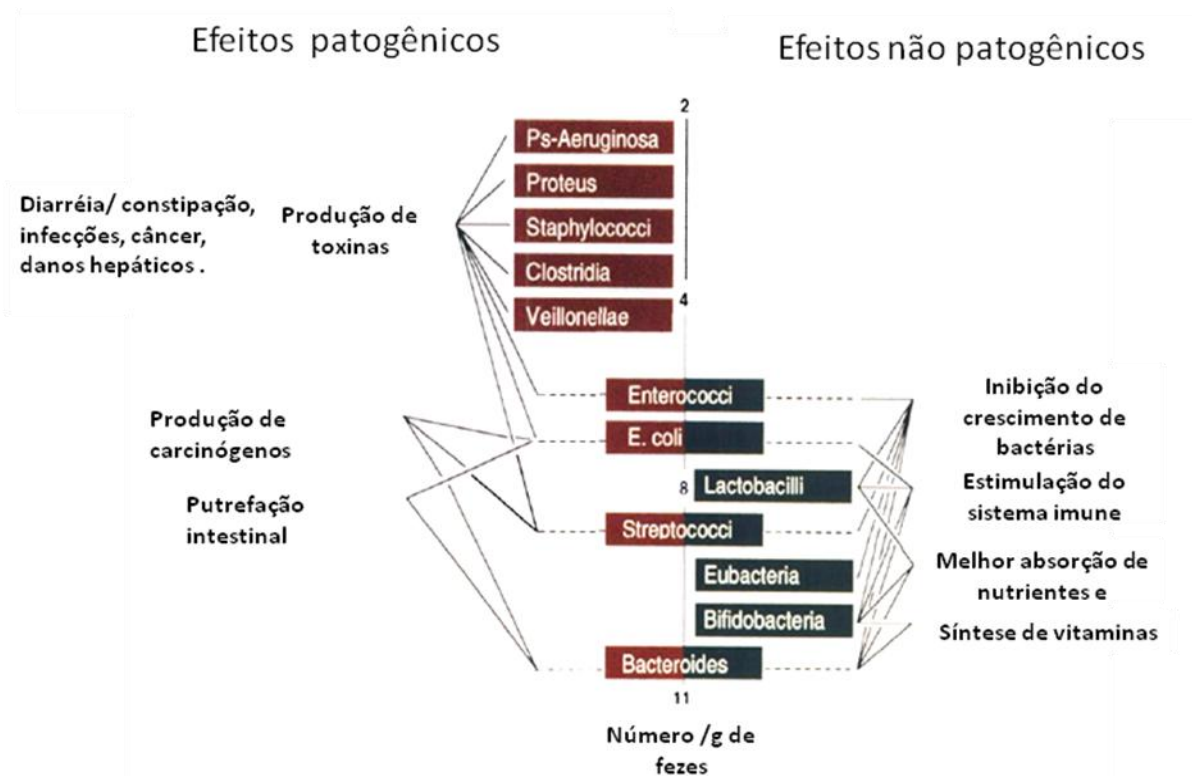 Efeitos patogênicos
Efeitos não patogênicos
2
Ps-Aeruginosa
Proteus
Staphylococci
Clostridia
4
Veillonellae
Diarréia/ constipação,
infecções, câncer,
danos hepáticos .
Produção de
toxinas
Produção de
carcinógenos
Putrefação
intestinal
Enterococci
E. coli
8
Lactobacilli
Streptococci
Eubacteria
Bifidobacteria
Bacteroides
11
Número /g de
fezes
Inibição do
crescimento de
bactérias
Estimulação do
sistema imune
Melhor absorção de
nutrientes e
Síntese de vitaminas